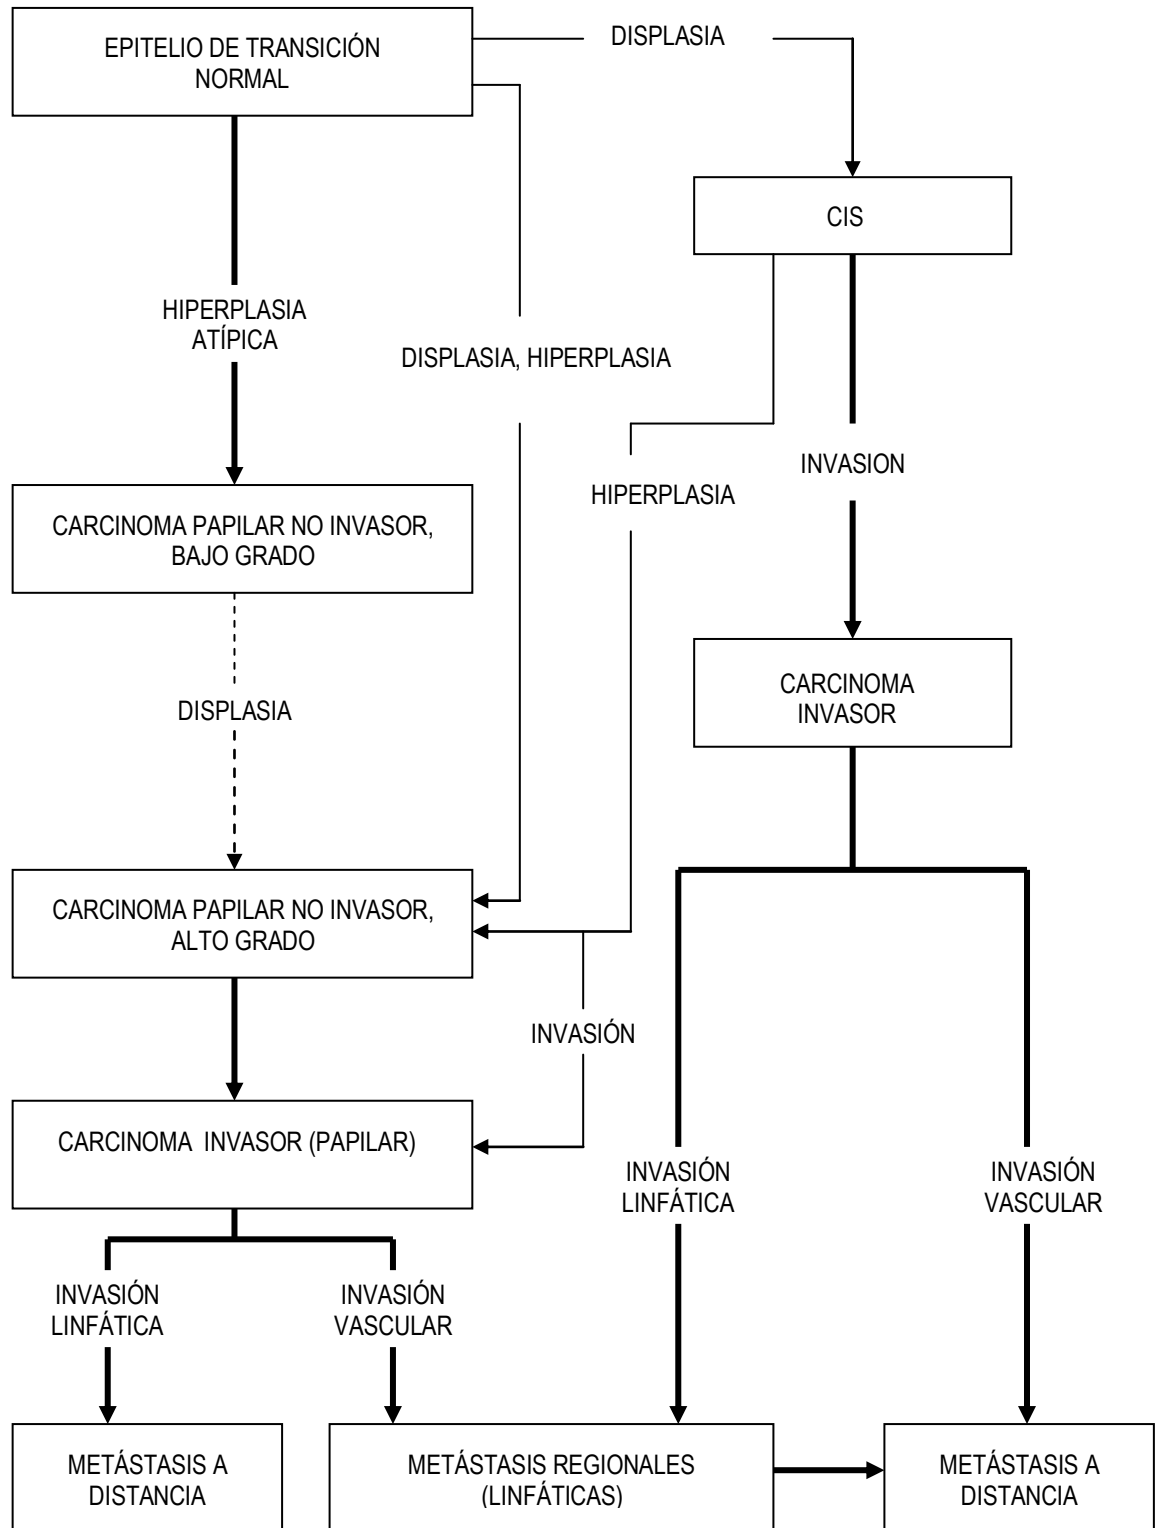 EPITELIO DE TRANSICIÓN
NORMAL
DISPLASIA
CIS
HIPERPLASIA
ATÍPICA
DISPLASIA, HIPERPLASIA
INVASION
HIPERPLASIA
CARCINOMA PAPILAR NO INVASOR,
BAJO GRADO
CARCINOMA
INVASOR
DISPLASIA
CARCINOMA PAPILAR NO INVASOR,
ALTO GRADO
INVASIÓN
CARCINOMA INVASOR (PAPILAR)
INVASIÓN
LINFÁTICA
INVASIÓN
VASCULAR
INVASIÓN
LINFÁTICA
INVASIÓN
VASCULAR
METÁSTASIS A
DISTANCIA
METÁSTASIS REGIONALES
(LINFÁTICAS)
METÁSTASIS A
DISTANCIA